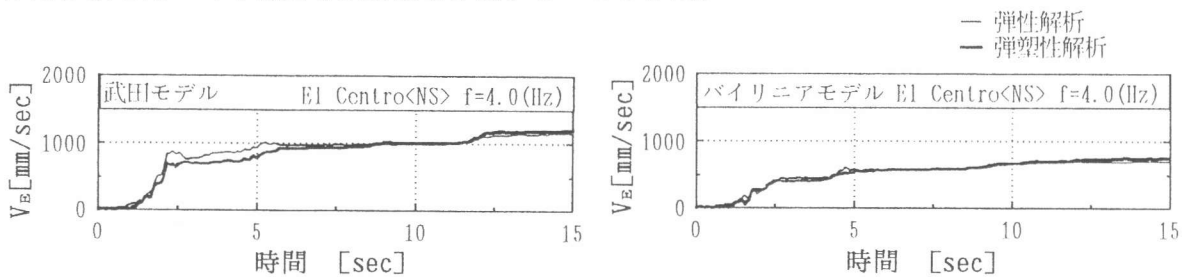 — 弾性解析
— 弾塑性解析
2000
武田モデル El Centro<NS> f=4.0(Hz)
1000
0
V_E[mm/sec]
0 5 10 15
時間 [sec]
2000
バイリニアモデル El Centro<NS> f=4.0(Hz)
1000
0
V_E[mm/sec]
0 5 10 15
時間 [sec]